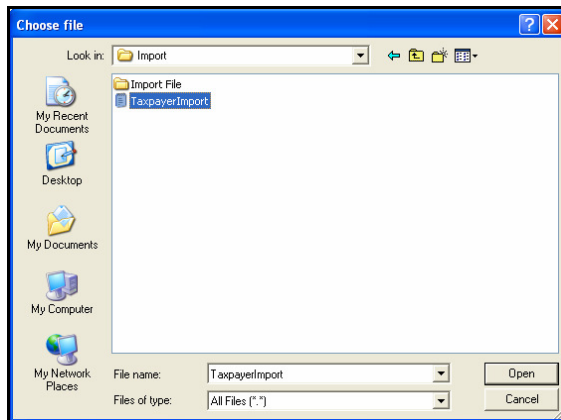 Choose file
Look in: Import
Import File
TaxpayerImport
My Recent
Documents
Desktop
My Documents
My Computer
My Network
Places
File name: TaxpayerImport Open
Files of type: All Files (*.*) Cancel